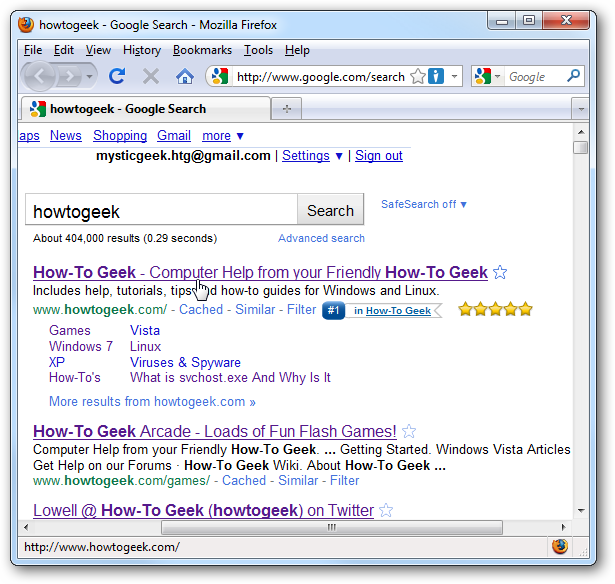 howtogeek - Google Search - Mozilla Firefox
File Edit View History Bookmarks Tools Help
http://www.google.com/search Google
howtogeek - Google Search
aps News Shopping Gmail more ▼
mysticgeek.htg@gmail.com | Settings ▼ | Sign out
howtogeek Search SafeSearch off ▼
About 404,000 results (0.29 seconds) Advanced search
How-To Geek - Computer Help from your Friendly How-To Geek
Includes help, tutorials, tips and how-to guides for Windows and Linux.
www.howtogeek.com/ - Cached - Similar - Filter #1 in How-To Geek
Games Vista
Windows 7 Linux
XP Viruses & Spyware
How-To's What is svchost.exe And Why Is It
More results from howtogeek.com »
How-To Geek Arcade - Loads of Fun Flash Games!
Computer Help from your Friendly How-To Geek. ... Getting Started. Windows Vista Articles
Get Help on our Forums · How-To Geek Wiki. About How-To Geek ...
www.howtogeek.com/games/ - Cached - Similar - Filter
Lowell @ How-To Geek (howtogeek) on Twitter
http://www.howtogeek.com/